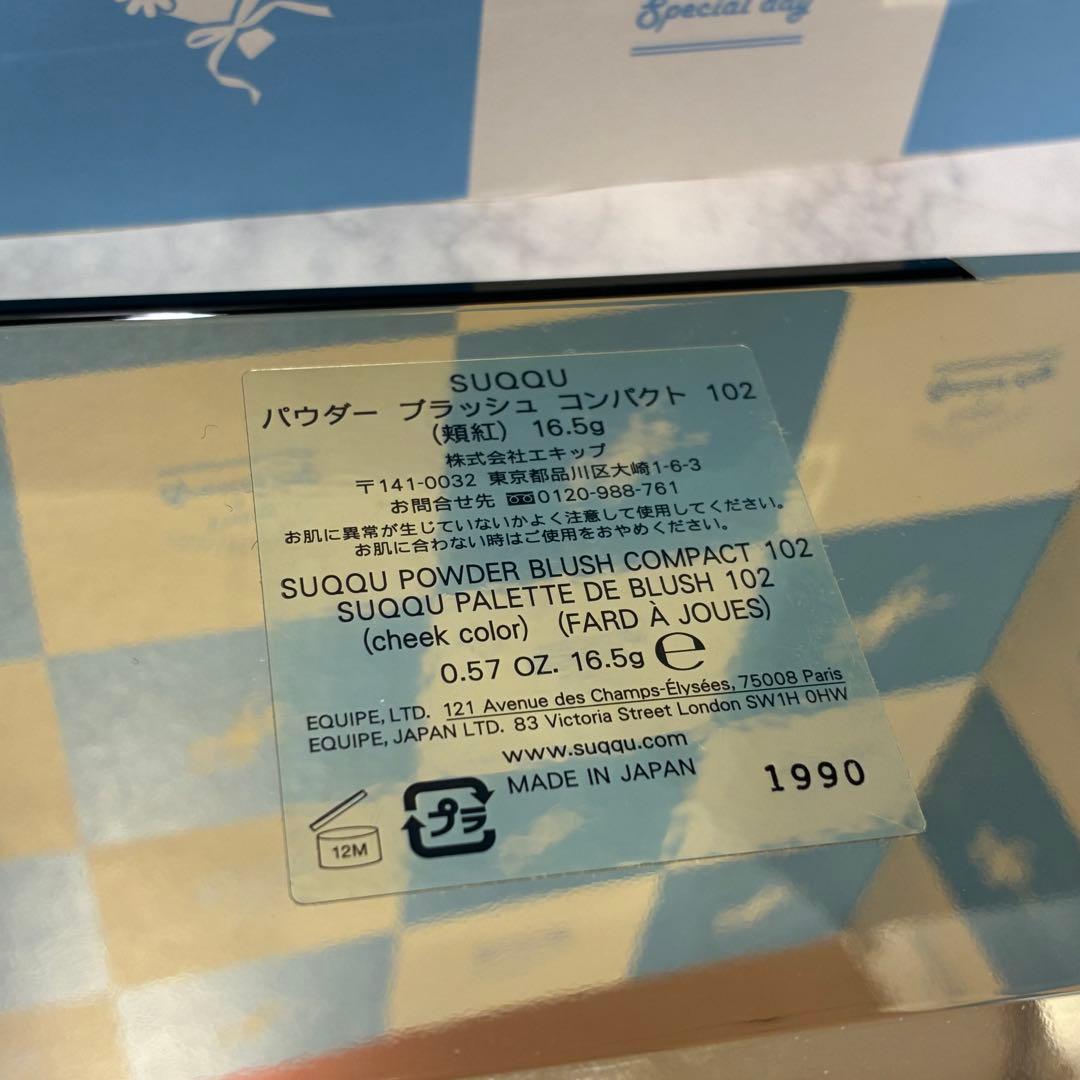 Special day
SUQQU
パウダー ブラッシュ コンパクト 102
(頬紅) 16.5g
株式会社エキップ
〒141-0032 東京都品川区大崎1-6-3
お問合せ先 0120-988-761
お肌に異常が生じていないかよく注意して使用してください。
お肌に合わない時はご使用をおやめください。
SUQQU POWDER BLUSH COMPACT 102
SUQQU PALETTE DE BLUSH 102
(cheek color) (FARD À JOUES)
0.57 OZ. 16.5g ℮
EQUIPE, LTD. 121 Avenue des Champs-Élysées, 75008 Paris
EQUIPE, JAPAN LTD. 83 Victoria Street London SW1H 0HW
www.suqqu.com
MADE IN JAPAN
1990
プラ
12M